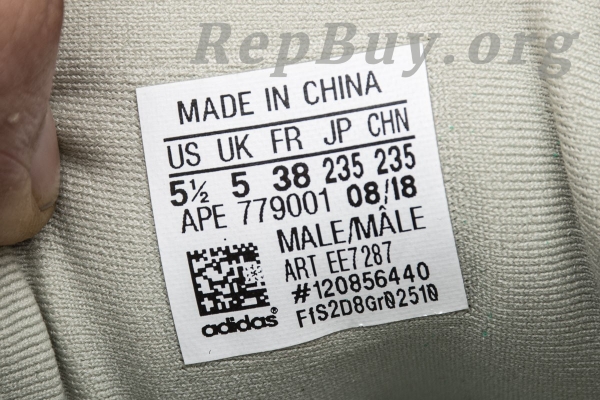 RepBuy.org
MADE IN CHINA
US UK FR JP CHN
5½ 5 38 235 235
APE 779001 08/18
MALE/MÂLE
ART EE7287
#120856440
FfS2D8Gr02510
adidas